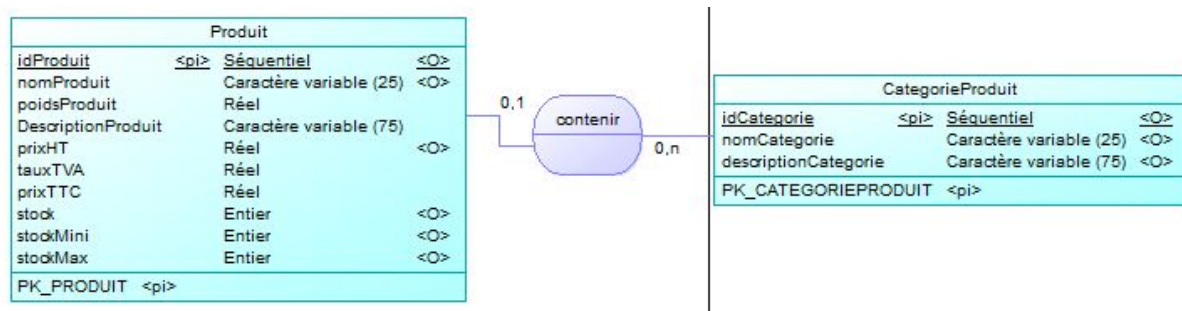 Produit
idProduit <pi> Séquentiel <O>
nomProduit Caractère variable (25) <O>
poidsProduit Réel
DescriptionProduit Caractère variable (75)
prixHT Réel <O>
tauxTVA Réel
prixTTC Réel
stock Entier <O>
stockMini Entier <O>
stockMax Entier <O>
PK_PRODUIT <pi>
0,1
contenir
0,n
CategorieProduit
idCategorie <pi> Séquentiel <O>
nomCategorie Caractère variable (25) <O>
descriptionCategorie Caractère variable (75) <O>
PK_CATEGORIEPRODUIT <pi>